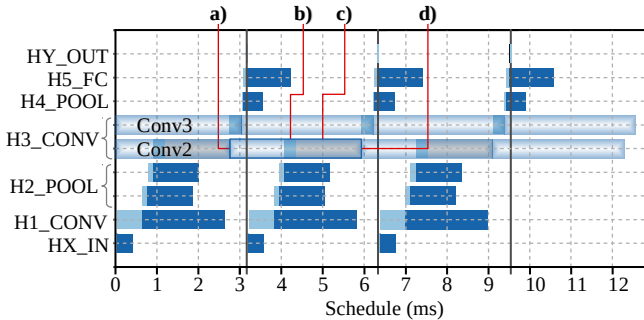 a) b) c) d)
HY_OUT
H5_FC
H4_POOL
H3_CONV
Conv3
Conv2
H2_POOL
H1_CONV
HX_IN
0 1 2 3 4 5 6 7 8 9 10 11 12
Schedule (ms)